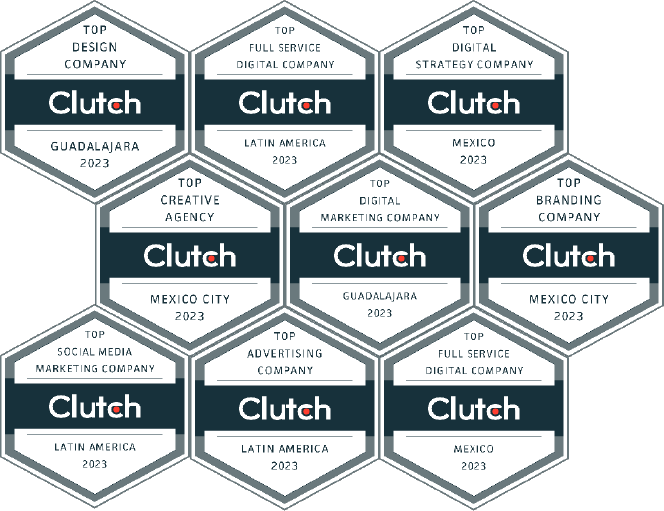 TOP
DESIGN
COMPANY
Clutch
GUADALAJARA
2023
TOP
FULL SERVICE
DIGITAL COMPANY
Clutch
LATIN AMERICA
2023
TOP
DIGITAL
STRATEGY COMPANY
Clutch
MEXICO
2023
TOP
CREATIVE
AGENCY
Clutch
MEXICO CITY
2023
TOP
DIGITAL
MARKETING COMPANY
Clutch
GUADALAJARA
2023
TOP
BRANDING
COMPANY
Clutch
MEXICO CITY
2023
TOP
SOCIAL MEDIA
MARKETING COMPANY
Clutch
LATIN AMERICA
2023
TOP
ADVERTISING
COMPANY
Clutch
LATIN AMERICA
2023
TOP
FULL SERVICE
DIGITAL COMPANY
Clutch
MEXICO
2023